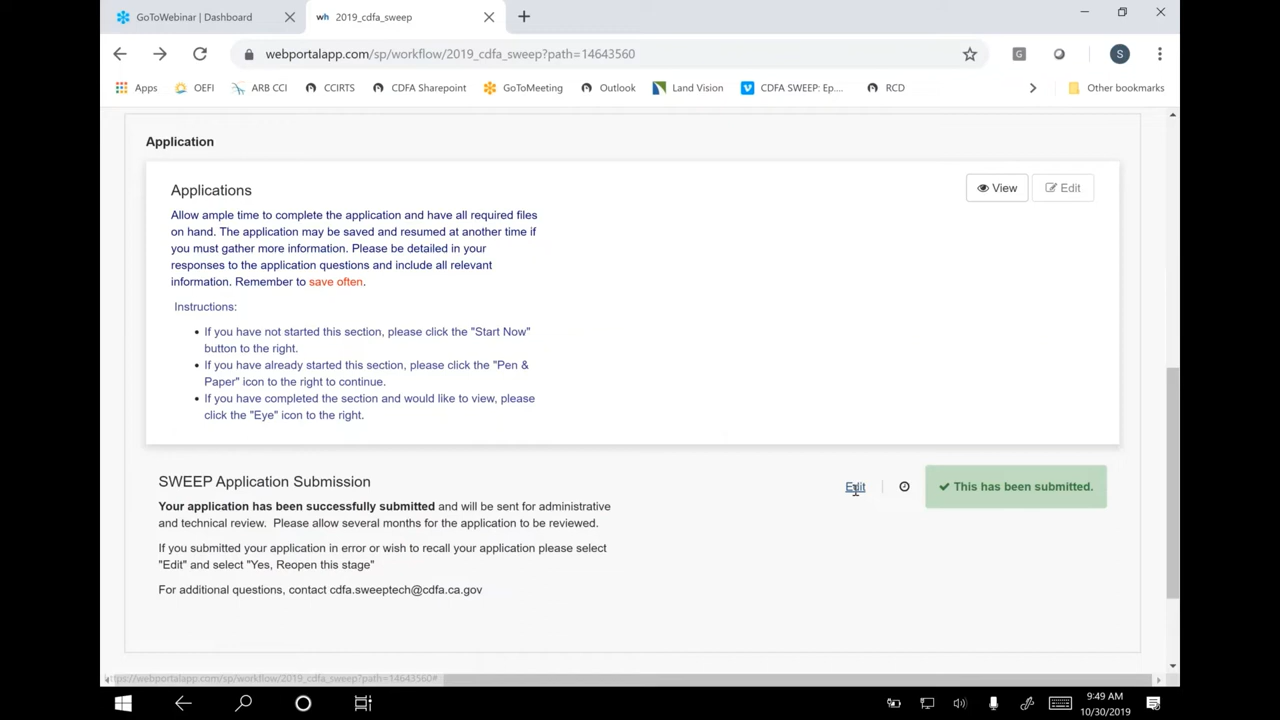 GoToWebinar | Dashboard
wh 2019_cdfa_sweep
webportalapp.com/sp/workflow/2019_cdfa_sweep?path=14643560
G
S
Apps OEFI ARB CCI CCIRTS CDFA Sharepoint GoToMeeting Outlook Land Vision CDFA SWEEP: Ep.... RCD Other bookmarks
Application
Applications
View Edit
Allow ample time to complete the application and have all required files
on hand. The application may be saved and resumed at another time if
you must gather more information. Please be detailed in your
responses to the application questions and include all relevant
information. Remember to save often.
Instructions:
• If you have not started this section, please click the "Start Now"
button to the right.
• If you have already started this section, please click the "Pen &
Paper" icon to the right to continue.
• If you have completed the section and would like to view, please
click the "Eye" icon to the right.
SWEEP Application Submission
Edit
This has been submitted.
Your application has been successfully submitted and will be sent for administrative
and technical review. Please allow several months for the application to be reviewed.
If you submitted your application in error or wish to recall your application please select
"Edit" and select "Yes, Reopen this stage"
For additional questions, contact cdfa.sweeptech@cdfa.ca.gov
https://webportalapp.com/sp/workflow/2019_cdfa_sweep?path=14643560#
9:49 AM
10/30/2019